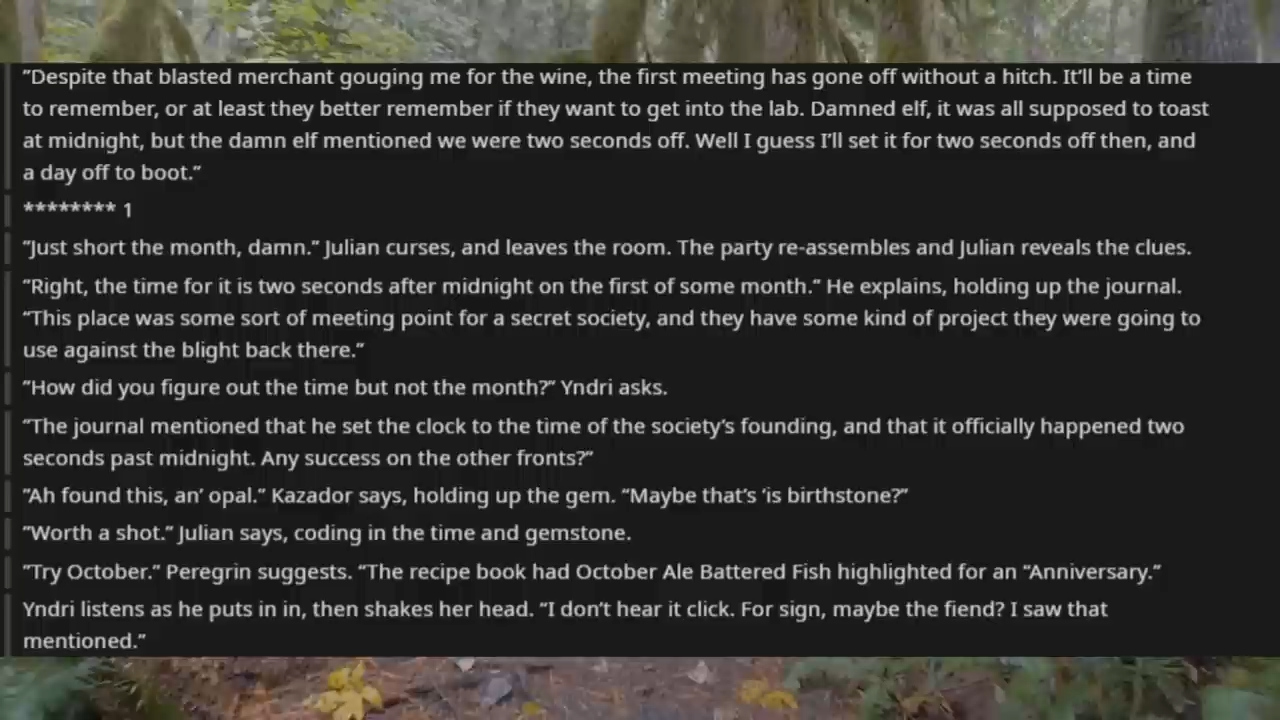 “Despite that blasted merchant gouging me for the wine, the first meeting has gone off without a hitch. It’ll be a time
to remember, or at least they better remember if they want to get into the lab. Damned elf, it was all supposed to toast
at midnight, but the damn elf mentioned we were two seconds off. Well I guess I’ll set it for two seconds off then, and
a day off to boot.”
******** 1
“Just short the month, damn.” Julian curses, and leaves the room. The party re-assembles and Julian reveals the clues.
“Right, the time for it is two seconds after midnight on the first of some month.” He explains, holding up the journal.
“This place was some sort of meeting point for a secret society, and they have some kind of project they were going to
use against the blight back there.”
“How did you figure out the time but not the month?” Yndri asks.
“The journal mentioned that he set the clock to the time of the society’s founding, and that it officially happened two
seconds past midnight. Any success on the other fronts?”
“Ah found this, an’ opal.” Kazador says, holding up the gem. “Maybe that’s ‘is birthstone?”
“Worth a shot.” Julian says, coding in the time and gemstone.
“Try October.” Peregrin suggests. “The recipe book had October Ale Battered Fish highlighted for an “Anniversary.”
Yndri listens as he puts in in, then shakes her head. “I don’t hear it click. For sign, maybe the fiend? I saw that
mentioned.”